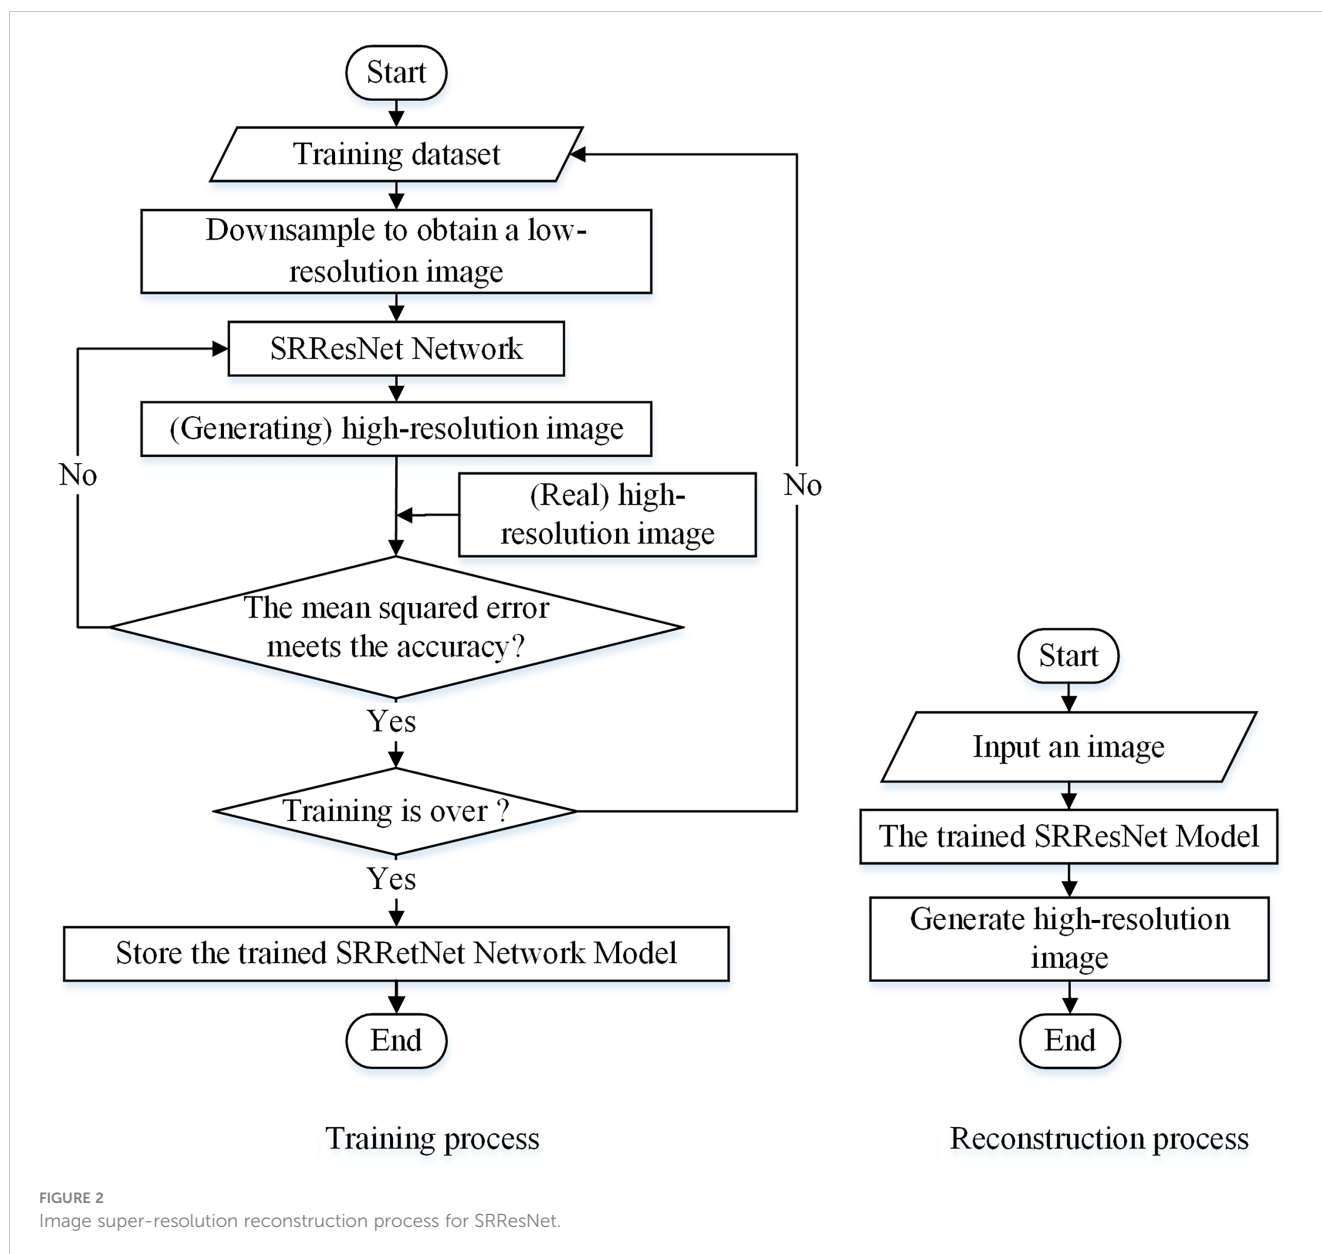 Start
Training dataset
Downsample to obtain a low-
resolution image
SRResNet Network
(Generating) high-resolution image
No
(Real) high-
resolution image
No
The mean squared error
meets the accuracy?
Yes
Training is over ?
Yes
Store the trained SRRetNet Network Model
End
Training process
Start
Input an image
The trained SRResNet Model
Generate high-resolution
image
End
Reconstruction process
FIGURE 2
Image super-resolution reconstruction process for SRResNet.